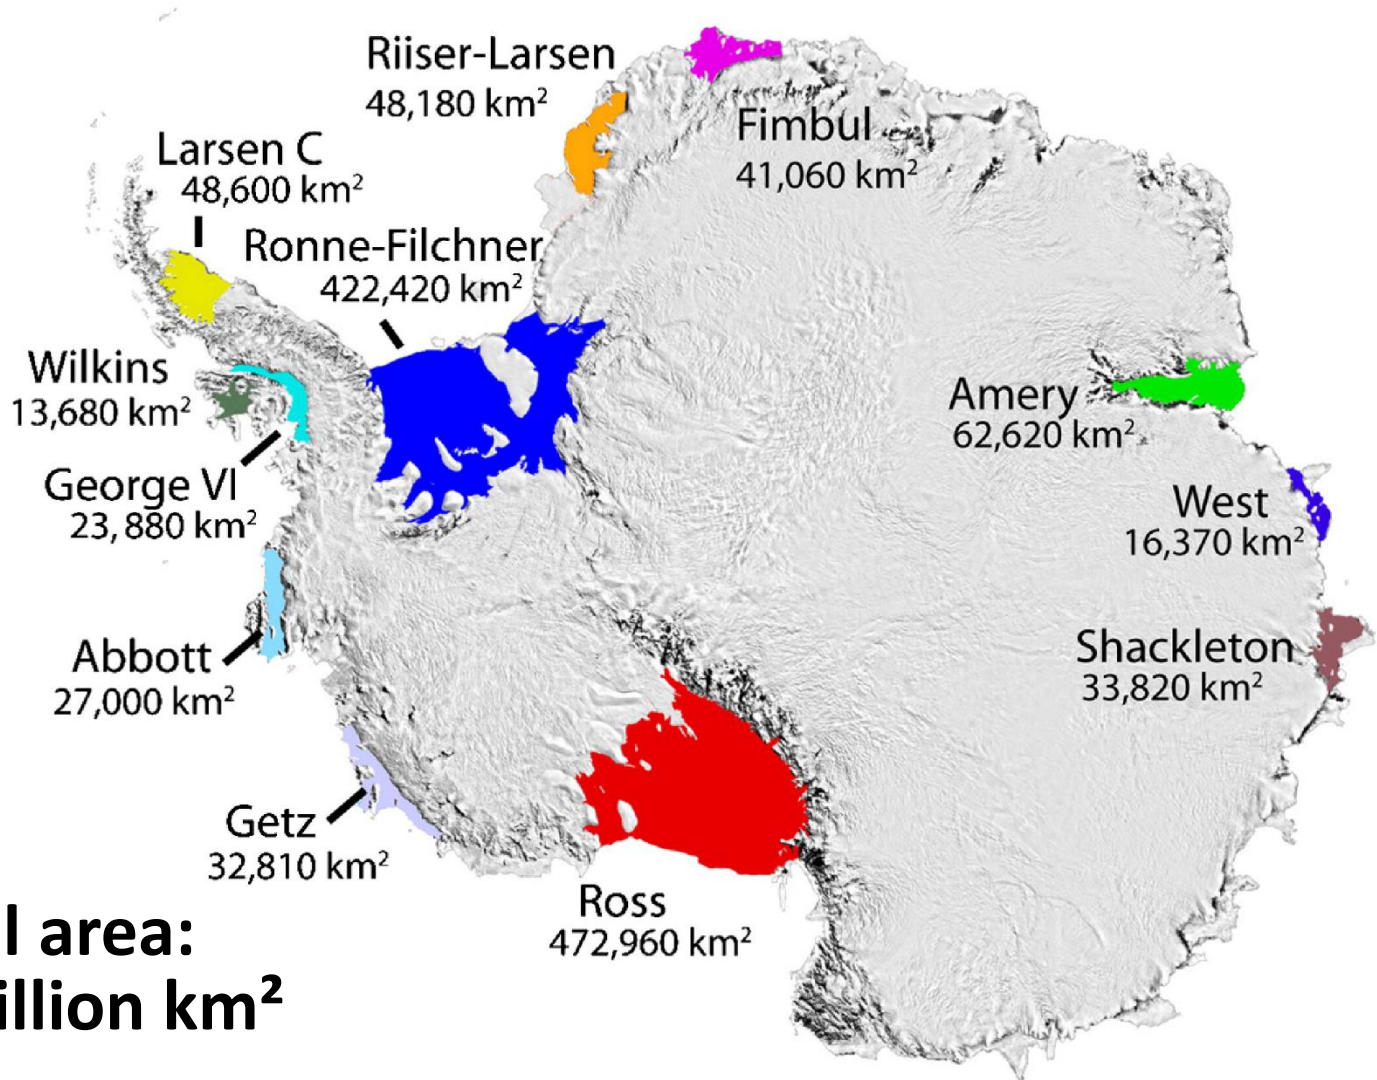 Riiser-Larsen
48,180 km²
Fimbul
41,060 km²
Larsen C
48,600 km²
Ronne-Filchner
422,420 km²
Wilkins
13,680 km²
Amery
62,620 km²
George VI
23,880 km²
West
16,370 km²
Abbott
27,000 km²
Shackleton
33,820 km²
Getz
32,810 km²
Ross
472,960 km²
l area:
illion km²